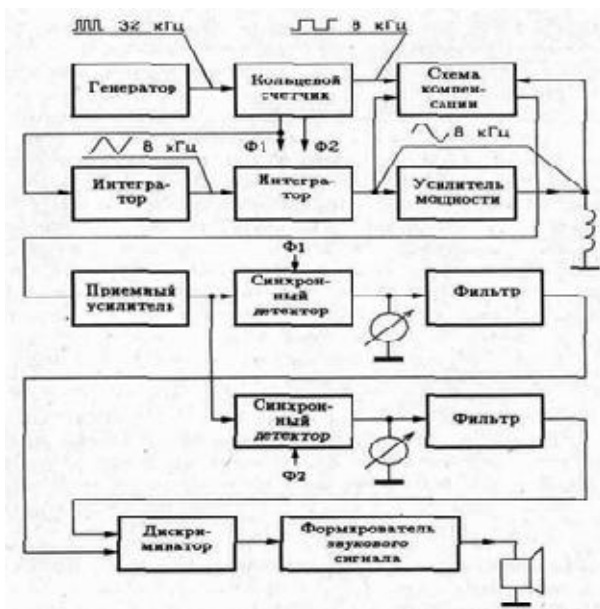 32 кГц
8 кГц
Генератор
Кольцевой
счетчик
Схема
компен-
сации
Ф1
Ф2
8 кГц
8 кГц
Интегра-
тор
Интегра-
тор
Усилитель
мощности
Ф1
Приемный
усилитель
Синхрон-
ный
детектор
Фильтр
Синхрон-
ный
детектор
Фильтр
Ф2
Дискри-
минатор
Формирователь
звукового
сигнала